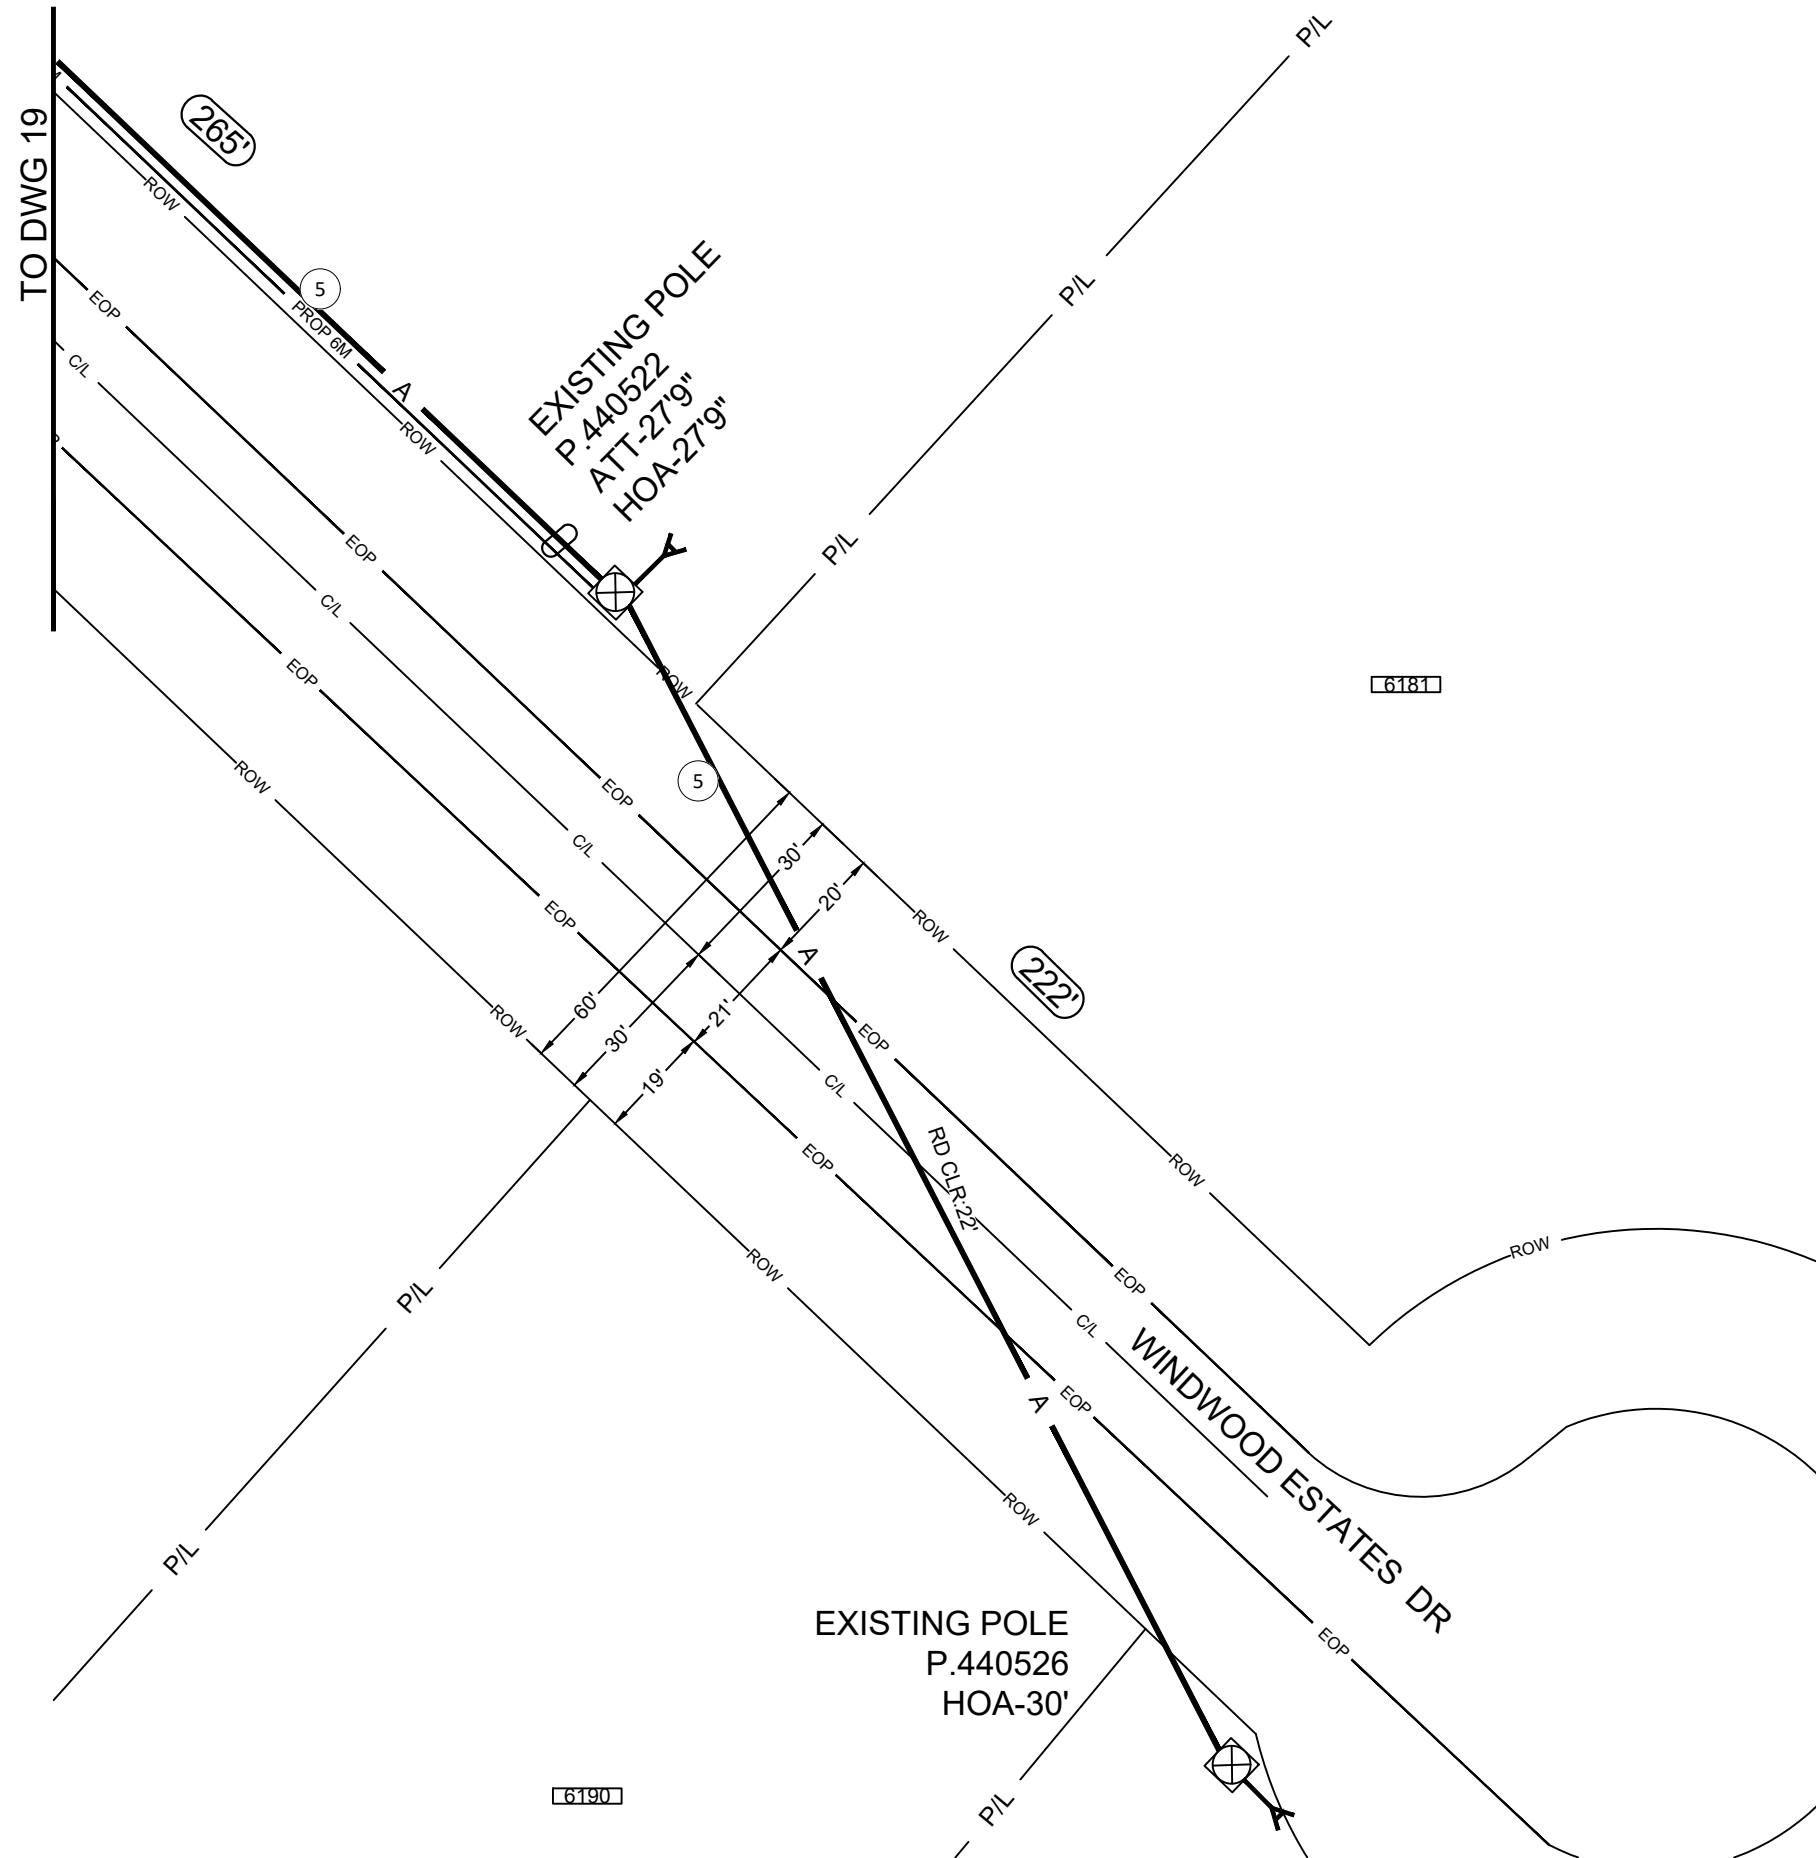 P/L
TO DWG 19
265'
ROW
5
PROP 6M
EOP
C/L
A
EXISTING POLE
P.440522
ATT-27'9"
HOA-27'9"
P/L
ROW
EOP
P/L
C/L
EOP
ROW
6181
ROW
5
EOP
C/L
30'
20'
EOP
ROW
A
222'
60'
30'
21'
19'
ROW
EOP
C/L
EOP
RD CLR:22'
ROW
ROW
ROW
EOP
P/L
C/L
WINDWOOD ESTATES DR
A
EOP
ROW
P/L
EXISTING POLE
P.440526
HOA-30'
EOP
6190
P/L